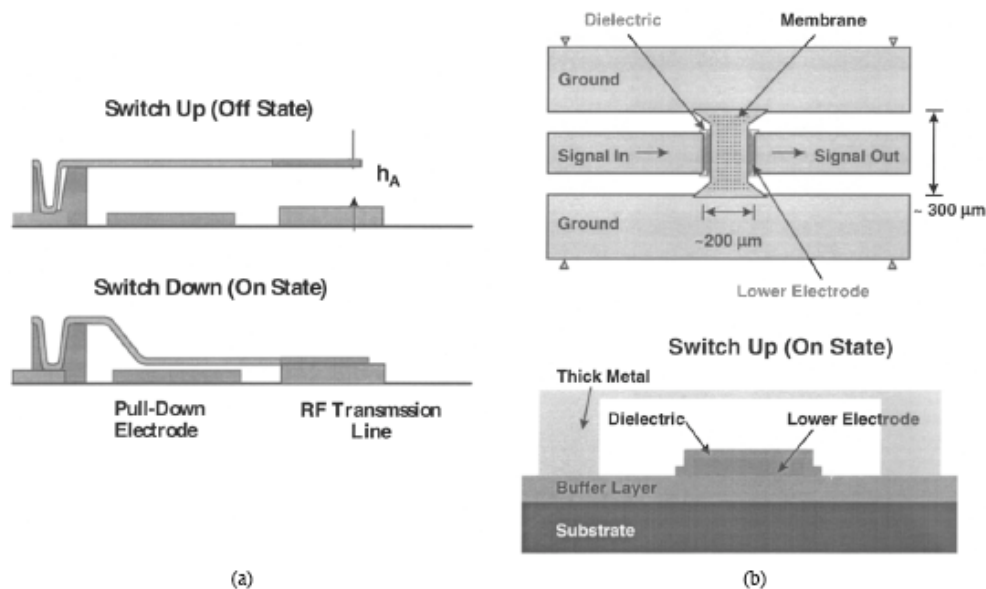 Switch Up (Off State)
hA
Switch Down (On State)
Pull-Down
Electrode
RF Transmssion
Line
(a)
Dielectric
Membrane
Ground
Signal In
Signal Out
Ground
~ 300 μm
~200 μm
Lower Electrode
Switch Up (On State)
Thick Metal
Dielectric
Lower Electrode
Buffer Layer
Substrate
(b)